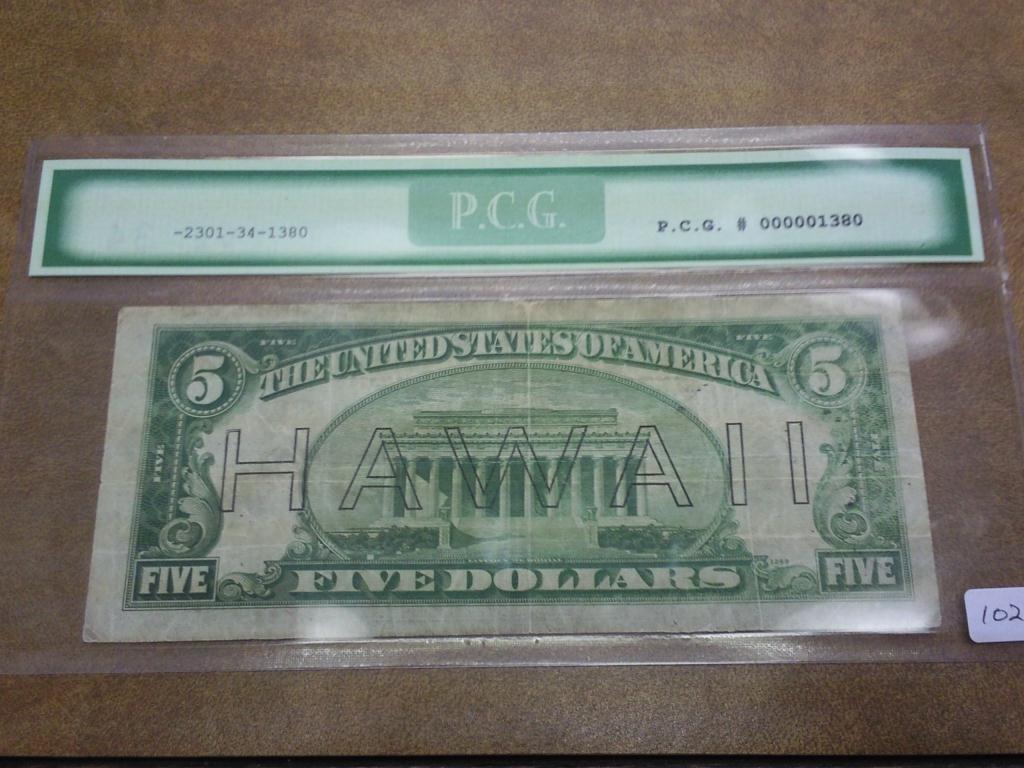 -2301-34-1380
P.C.G.
P.C.G. # 000001380
FIVE FIVE
5 THE UNITED STATES OF AMERICA 5
FIVE
HAWAII
FIVE FIVE DOLLARS FIVE
102